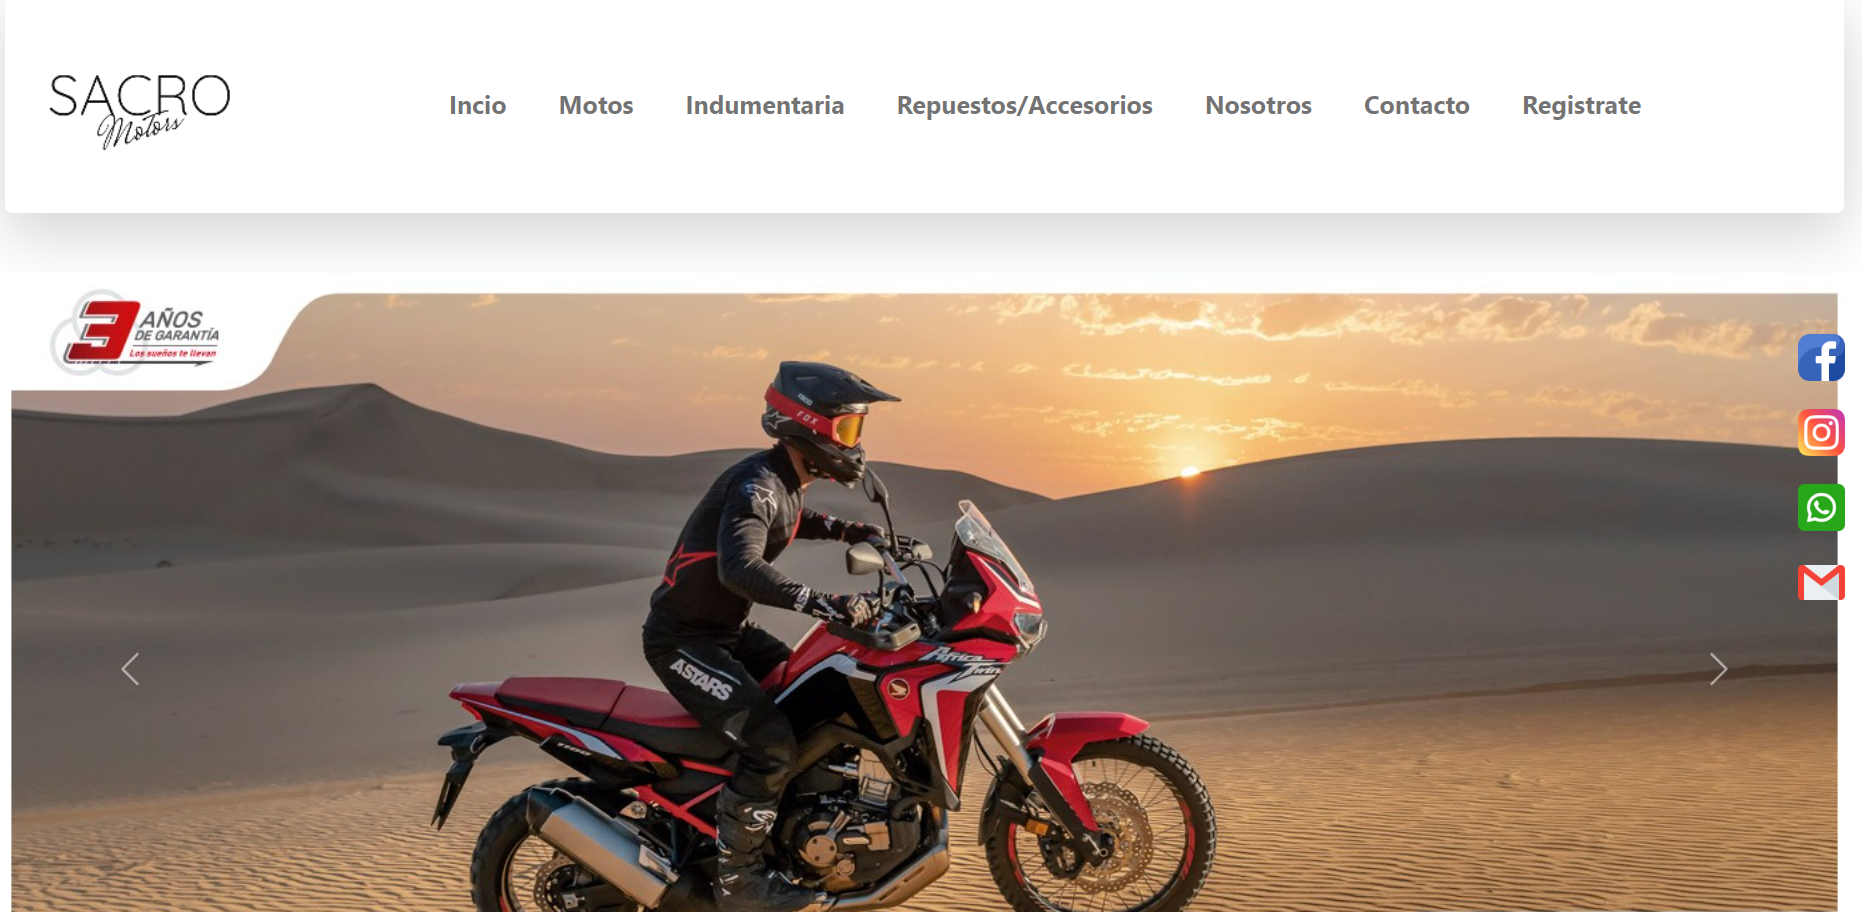 SACRO
Motors
Incio Motos Indumentaria Repuestos/Accesorios Nosotros Contacto Registrate
3 AÑOS
DE GARANTÍA
Los sueños te llevan
FOX
ASTARS
Africa
Twin
1100